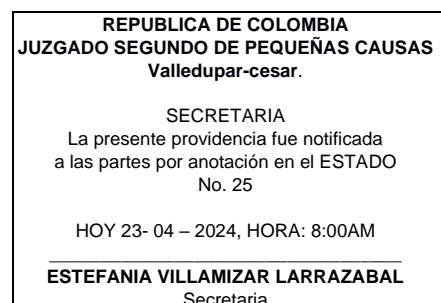 REPUBLICA DE COLOMBIA
JUZGADO SEGUNDO DE PEQUEÑAS CAUSAS
Valledupar-cesar.
SECRETARIA
La presente providencia fue notificada
a las partes por anotación en el ESTADO
No. 25
HOY 23- 04 – 2024, HORA: 8:00AM
ESTEFANIA VILLAMIZAR LARRAZABAL
Secretaria